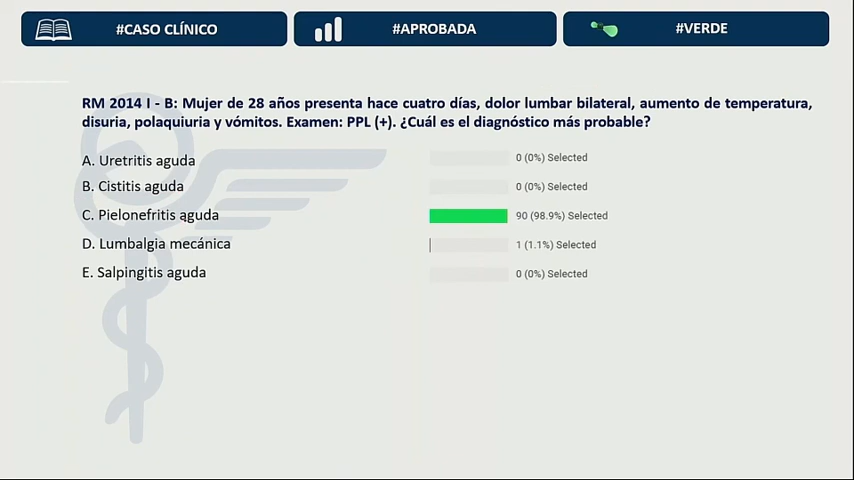 #CASO CLÍNICO
#APROBADA
#VERDE
RM 2014 I - B: Mujer de 28 años presenta hace cuatro días, dolor lumbar bilateral, aumento de temperatura,
disuria, polaquiuria y vómitos. Examen: PPL (+). ¿Cuál es el diagnóstico más probable?
A. Uretritis aguda 0 (0%) Selected
B. Cistitis aguda 0 (0%) Selected
C. Pielonefritis aguda 90 (98.9%) Selected
D. Lumbalgia mecánica 1 (1.1%) Selected
E. Salpingitis aguda 0 (0%) Selected